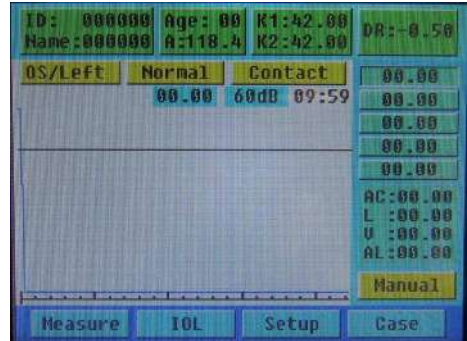 ID: 000000 Age: 00 K1:42.00 DR:-0.50
Name:000000 A:118.4 K2:42.00
OS/Left Normal Contact
00.00 60dB 09:59
00.00
00.00
00.00
00.00
00.00
AC:00.00
L :00.00
V :00.00
AL:00.00
Manual
Measure IOL Setup Case